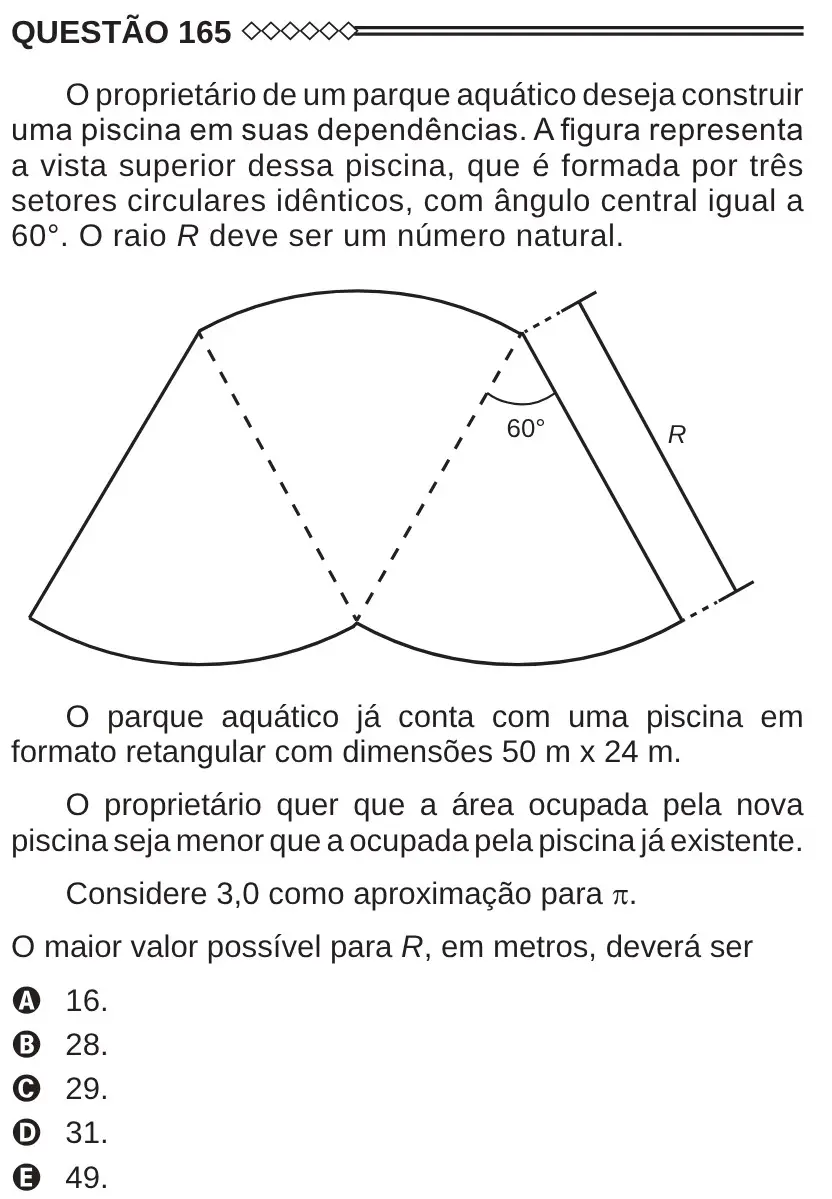 QUESTÃO 165
O proprietário de um parque aquático deseja construir
uma piscina em suas dependências. A figura representa
a vista superior dessa piscina, que é formada por três
setores circulares idênticos, com ângulo central igual a
60°. O raio R deve ser um número natural.
60°
R
O parque aquático já conta com uma piscina em
formato retangular com dimensões 50 m x 24 m.
O proprietário quer que a área ocupada pela nova
piscina seja menor que a ocupada pela piscina já existente.
Considere 3,0 como aproximação para π.
O maior valor possível para R, em metros, deverá ser
A 16.
B 28.
C 29.
D 31.
E 49.